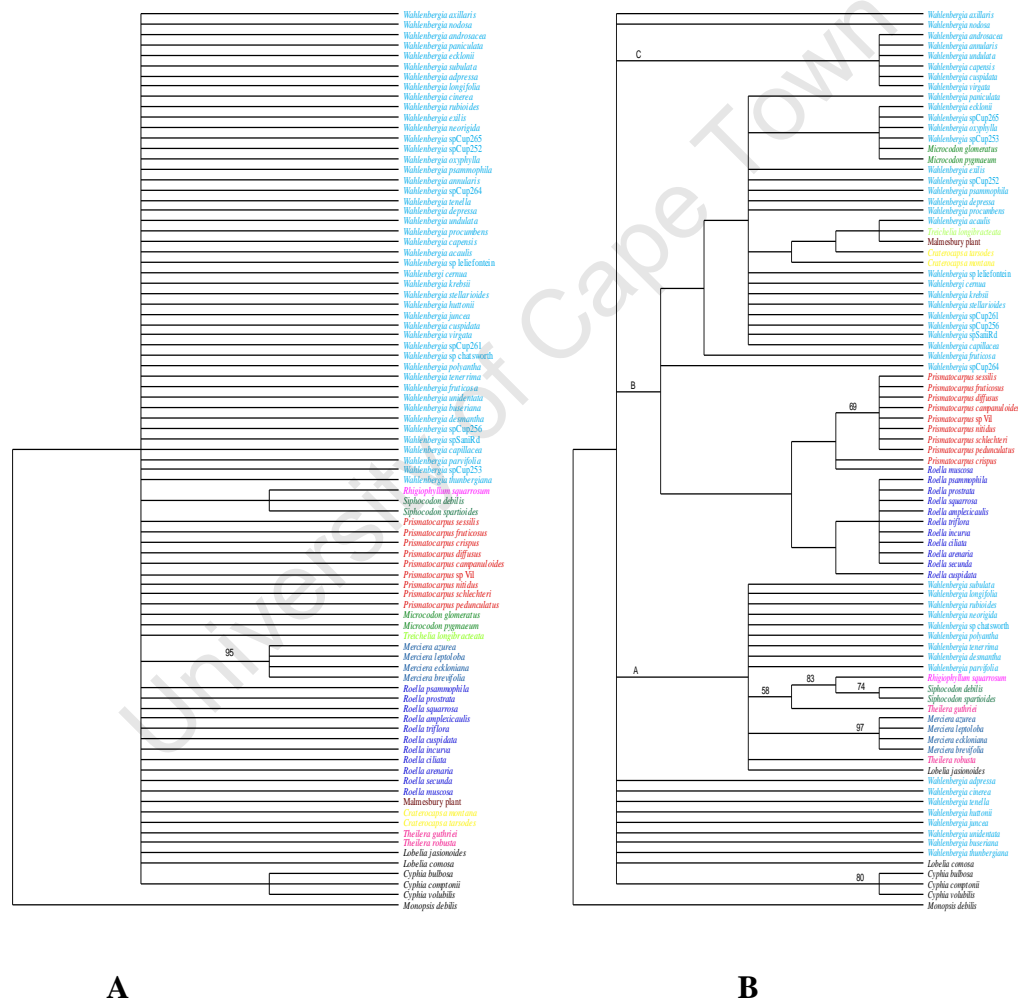 Wahlenbergia axillaris
Wahlenbergia nodosa
Wahlenbergia androsacea
Wahlenbergia paniculata
Wahlenbergia ecklonii
Wahlenbergia subulata
Wahlenbergia adpressa
Wahlenbergia longifolia
Wahlenbergia cinerea
Wahlenbergia rubioides
Wahlenbergia exilis
Wahlenbergia neorigida
Wahlenbergia spCup265
Wahlenbergia spCup252
Wahlenbergia oxyphylla
Wahlenbergia psammophila
Wahlenbergia annularis
Wahlenbergia spCup264
Wahlenbergia tenella
Wahlenbergia depressa
Wahlenbergia undulata
Wahlenbergia procumbens
Wahlenbergia capensis
Wahlenbergia acaulis
Wahlenbergia sp leliefontein
Wahlenbergi cernua
Wahlenbergia krebsii
Wahlenbergia stellarioides
Wahlenbergia huttonii
Wahlenbergia juncea
Wahlenbergia cuspidata
Wahlenbergia virgata
Wahlenbergia spCup261
Wahlenbergia sp chatsworth
Wahlenbergia polyantha
Wahlenbergia tenerrima
Wahlenbergia fruticosa
Wahlenbergia unidentata
Wahlenbergia buseriana
Wahlenbergia desmantha
Wahlenbergia spCup256
Wahlenbergia spSaniRd
Wahlenbergia capillacea
Wahlenbergia parvifolia
Wahlenbergia spCup253
Wahlenbergia thunbergiana
Rhigiophyllum squarrosum
Siphocodon debilis
Siphocodon spartioides
Prismatocarpus sessilis
Prismatocarpus fruticosus
Prismatocarpus crispus
Prismatocarpus diffusus
Prismatocarpus campanuloides
Prismatocarpus sp Vil
Prismatocarpus nitidus
Prismatocarpus schlechteri
Prismatocarpus pedunculatus
Microcodon glomeratus
Microcodon pygmaeum
Treichelia longibracteata
95
Merciera azurea
Merciera leptoloba
Merciera eckloniana
Merciera brevifolia
Roella psammophila
Roella prostrata
Roella squarrosa
Roella amplexicaulis
Roella triflora
Roella cuspidata
Roella incurva
Roella ciliata
Roella arenaria
Roella secunda
Roella muscosa
Malmesbury plant
Craterocapsa montana
Craterocapsa tarsodes
Theilera guthriei
Theilera robusta
Lobelia jasionoides
Lobelia comosa
Cyphia bulbosa
Cyphia comptonii
Cyphia volubilis
Monopsis debilis
A
Wahlenbergia axillaris
Wahlenbergia nodosa
Wahlenbergia androsacea
Wahlenbergia annularis
C
Wahlenbergia undulata
Wahlenbergia capensis
Wahlenbergia cuspidata
Wahlenbergia virgata
Wahlenbergia paniculata
Wahlenbergia ecklonii
Wahlenbergia spCup265
Wahlenbergia oxyphylla
Wahlenbergia spCup253
Microcodon glomeratus
Microcodon pygmaeum
Wahlenbergia exilis
Wahlenbergia spCup252
Wahlenbergia psammophila
Wahlenbergia depressa
Wahlenbergia procumbens
Wahlenbergia acaulis
Treichelia longibracteata
Malmesbury plant
Craterocapsa tarsodes
Craterocapsa montana
Wahlenbergia sp leliefontein
Wahlenbergi cernua
Wahlenbergia krebsii
Wahlenbergia stellarioides
Wahlenbergia spCup261
Wahlenbergia spCup256
Wahlenbergia spSaniRd
Wahlenbergia capillacea
Wahlenbergia fruticosa
Wahlenbergia spCup264
B
Prismatocarpus sessilis
Prismatocarpus fruticosus
Prismatocarpus diffusus
69
Prismatocarpus campanuloides
Prismatocarpus sp Vil
Prismatocarpus nitidus
Prismatocarpus schlechteri
Prismatocarpus pedunculatus
Prismatocarpus crispus
Roella muscosa
Roella psammophila
Roella prostrata
Roella squarrosa
Roella amplexicaulis
Roella triflora
Roella incurva
Roella ciliata
Roella arenaria
Roella secunda
Roella cuspidata
Wahlenbergia subulata
Wahlenbergia longifolia
Wahlenbergia rubioides
Wahlenbergia neorigida
Wahlenbergia sp chatsworth
Wahlenbergia polyantha
Wahlenbergia tenerrima
Wahlenbergia desmantha
Wahlenbergia parvifolia
A
83
Rhigiophyllum squarrosum
58
74
Siphocodon debilis
Siphocodon spartioides
Theilera guthriei
Merciera azurea
97
Merciera leptoloba
Merciera eckloniana
Merciera brevifolia
Theilera robusta
Lobelia jasionoides
Wahlenbergia adpressa
Wahlenbergia cinerea
Wahlenbergia tenella
Wahlenbergia huttonii
Wahlenbergia juncea
Wahlenbergia unidentata
Wahlenbergia buseriana
Wahlenbergia thunbergiana
Lobelia comosa
80
Cyphia bulbosa
Cyphia comptonii
Cyphia volubilis
Monopsis debilis
B
University of Cape Town